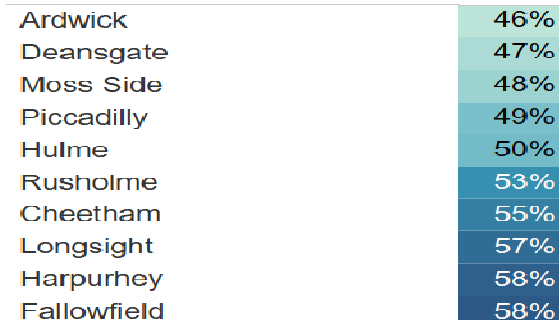 Ardwick 46%
Deansgate 47%
Moss Side 48%
Piccadilly 49%
Hulme 50%
Rusholme 53%
Cheetham 55%
Longsight 57%
Harpurhey 58%
Fallowfield 58%